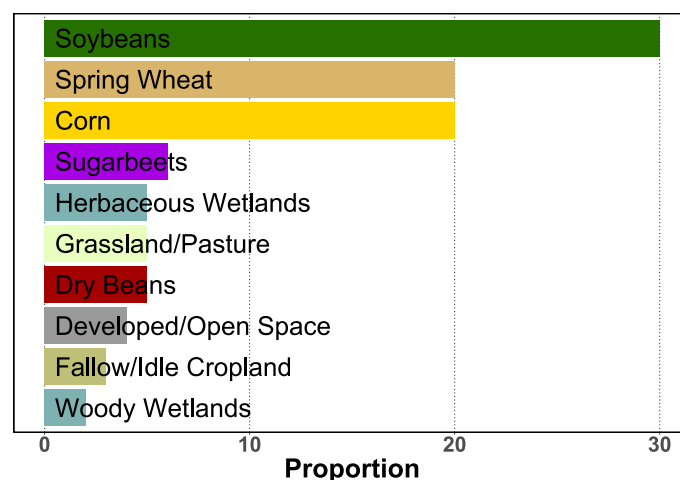 Soybeans
Spring Wheat
Corn
Sugarbeets
Herbaceous Wetlands
Grassland/Pasture
Dry Beans
Developed/Open Space
Fallow/Idle Cropland
Woody Wetlands
0 10 20 30
Proportion